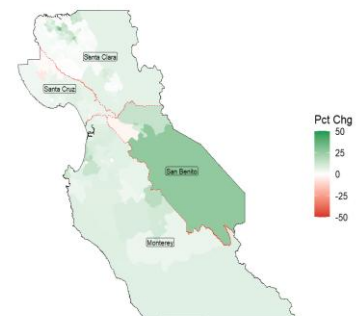 Santa Clara
Santa Cruz
San Benito
Monterey
Pct Chg
50
25
0
-25
-50